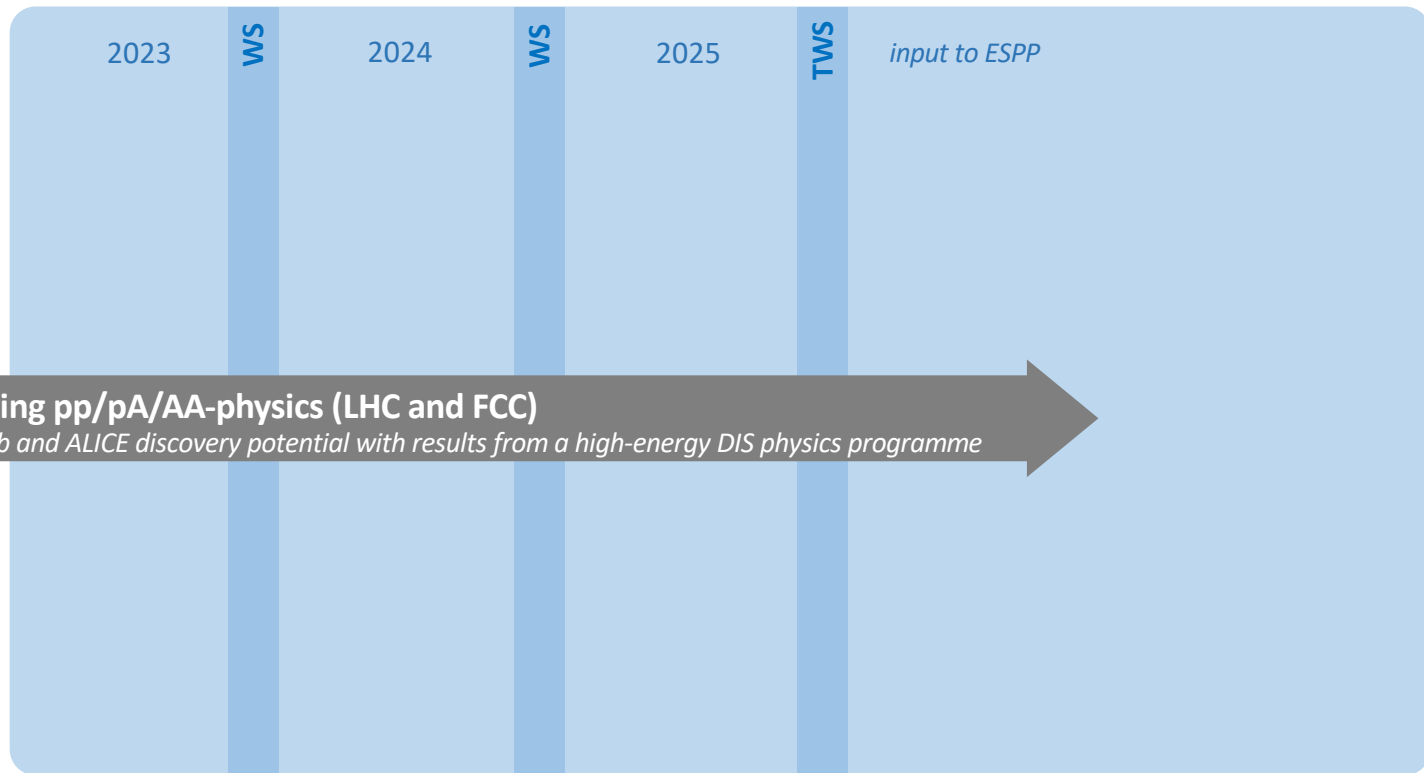 2023 WS 2024 WS 2025 TWS input to ESPP
ing pp/pA/AA-physics (LHC and FCC)
b and ALICE discovery potential with results from a high-energy DIS physics programme